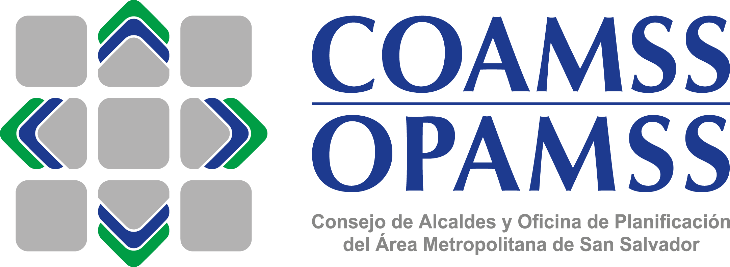 COAMSS
OPAMSS
Consejo de Alcaldes y Oficina de Planificación
del Área Metropolitana de San Salvador